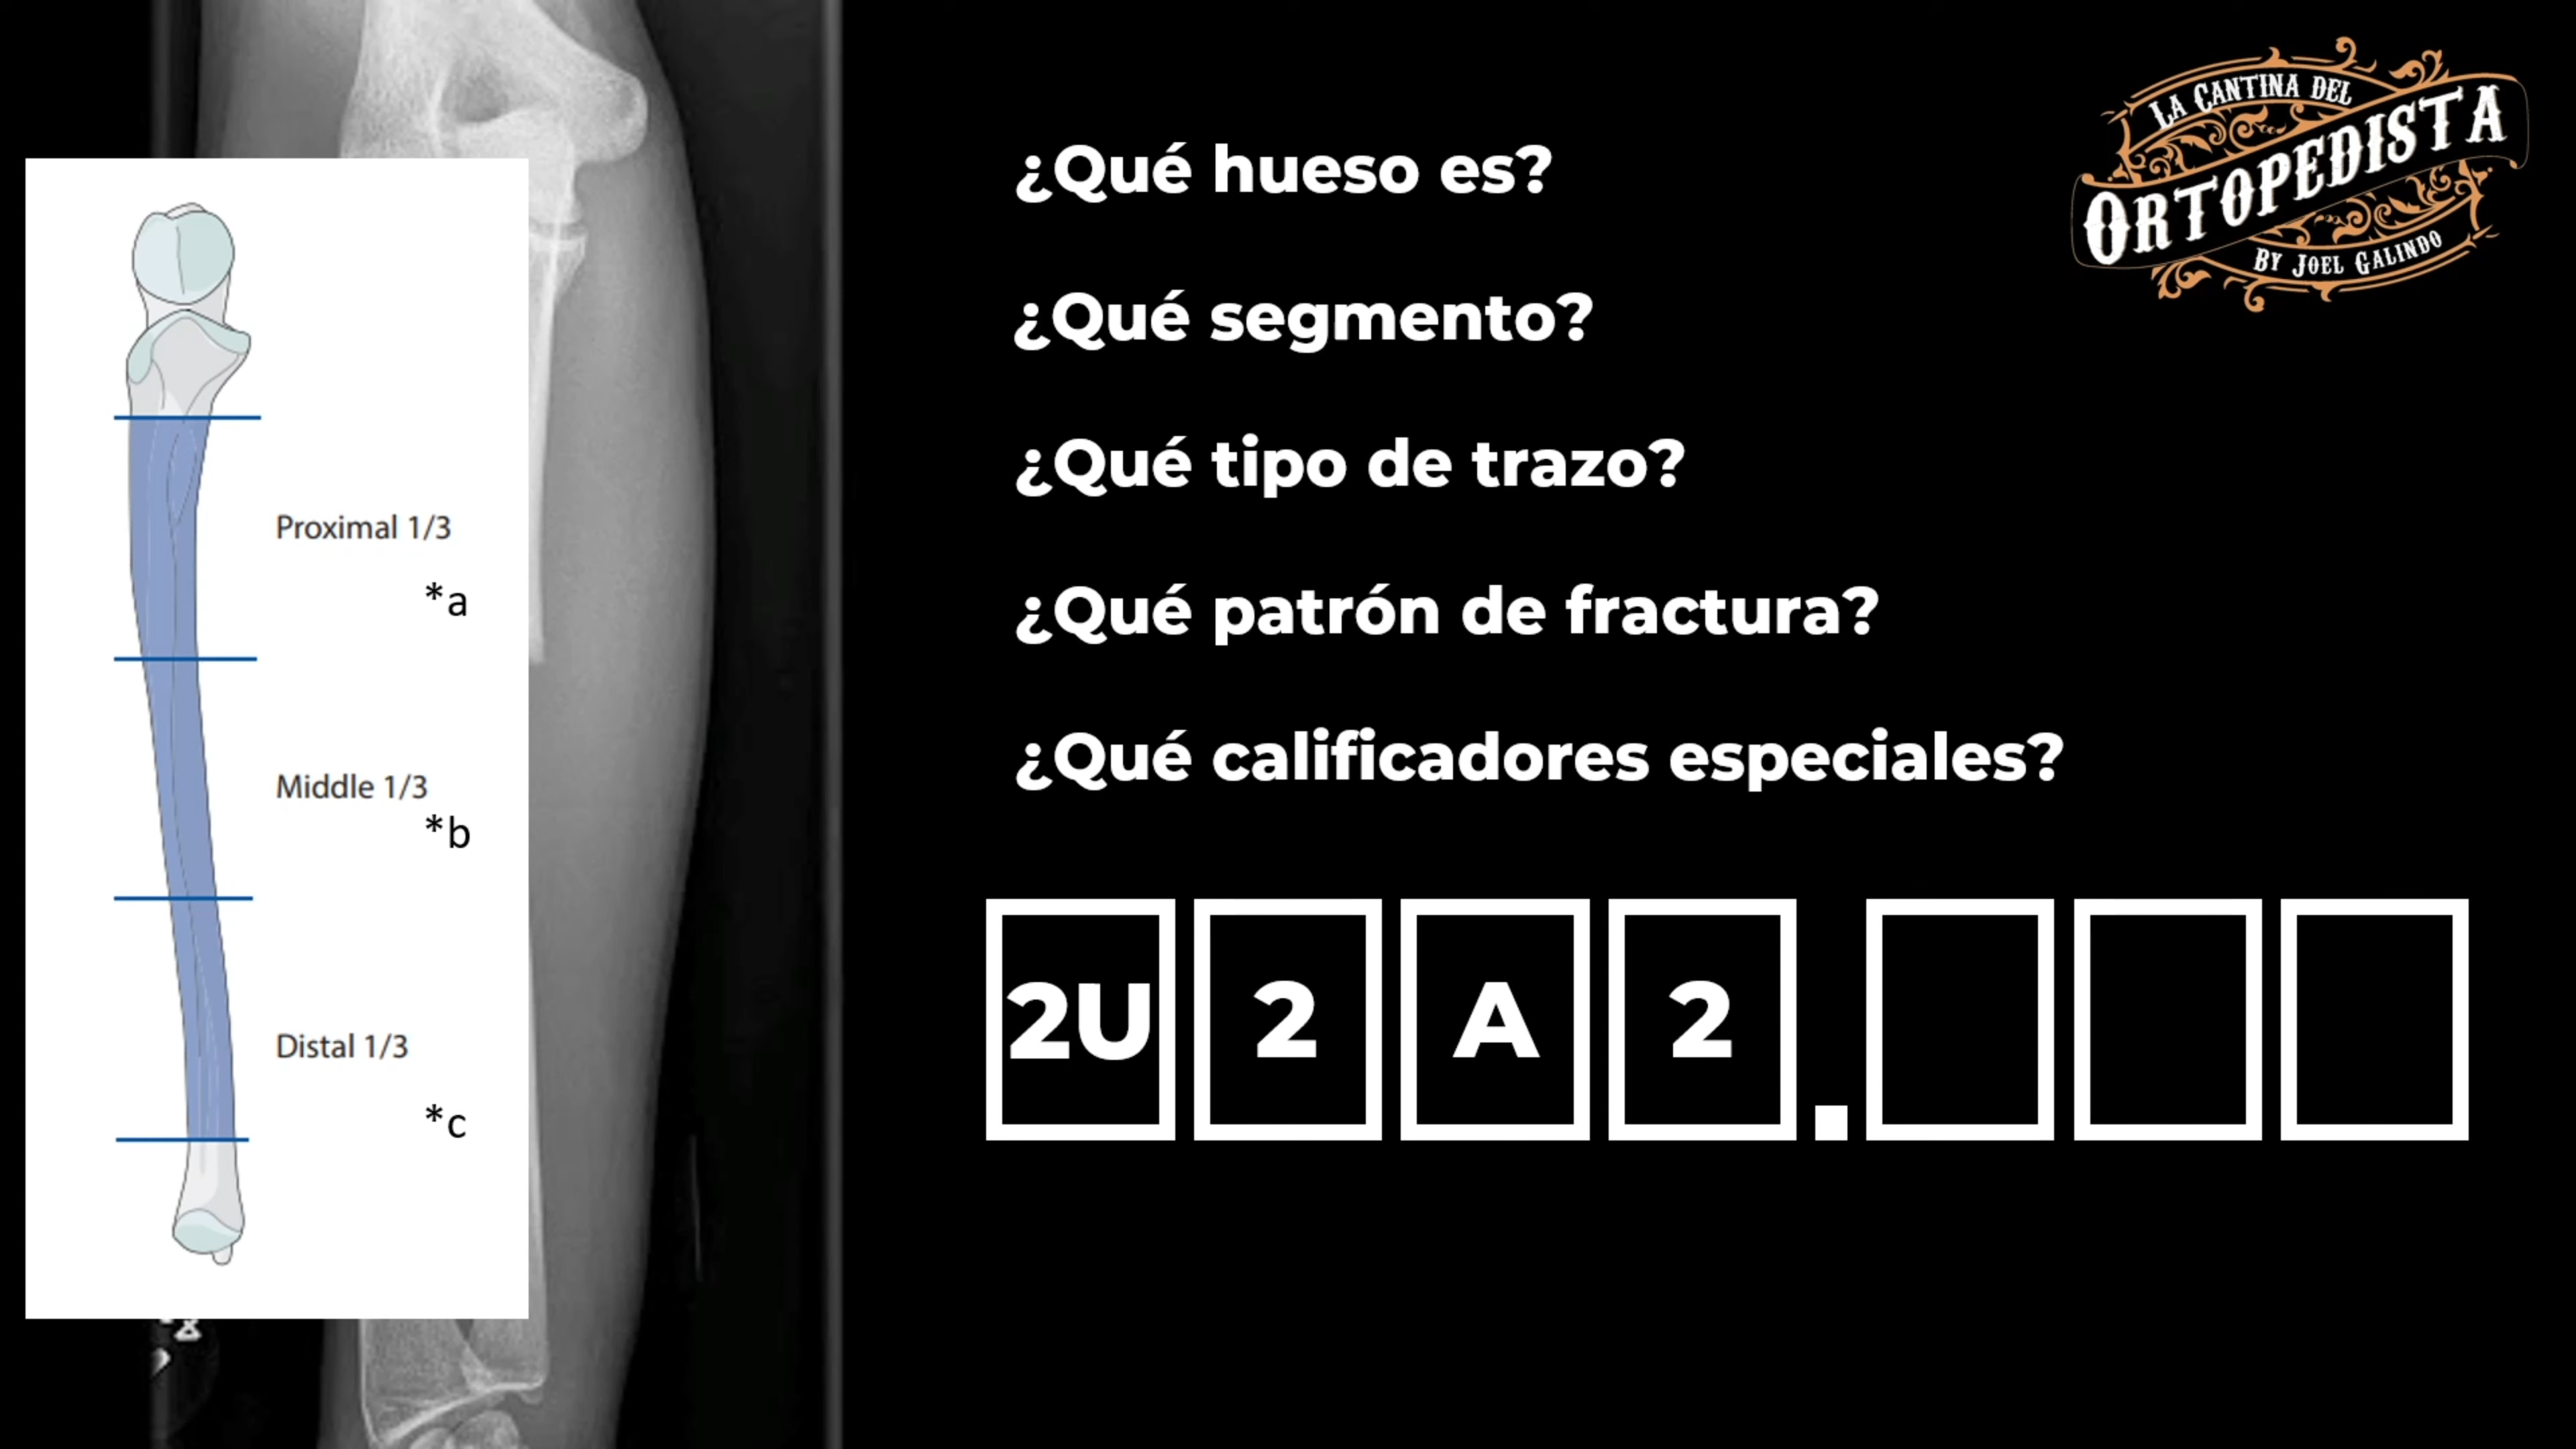 LA CANTINA DEL
ORTOPEDISTA
BY JOEL GALINDO
¿Qué hueso es?
¿Qué segmento?
¿Qué tipo de trazo?
¿Qué patrón de fractura?
¿Qué calificadores especiales?
Proximal 1/3
*a
Middle 1/3
*b
Distal 1/3
*c
2U 2 A 2 .